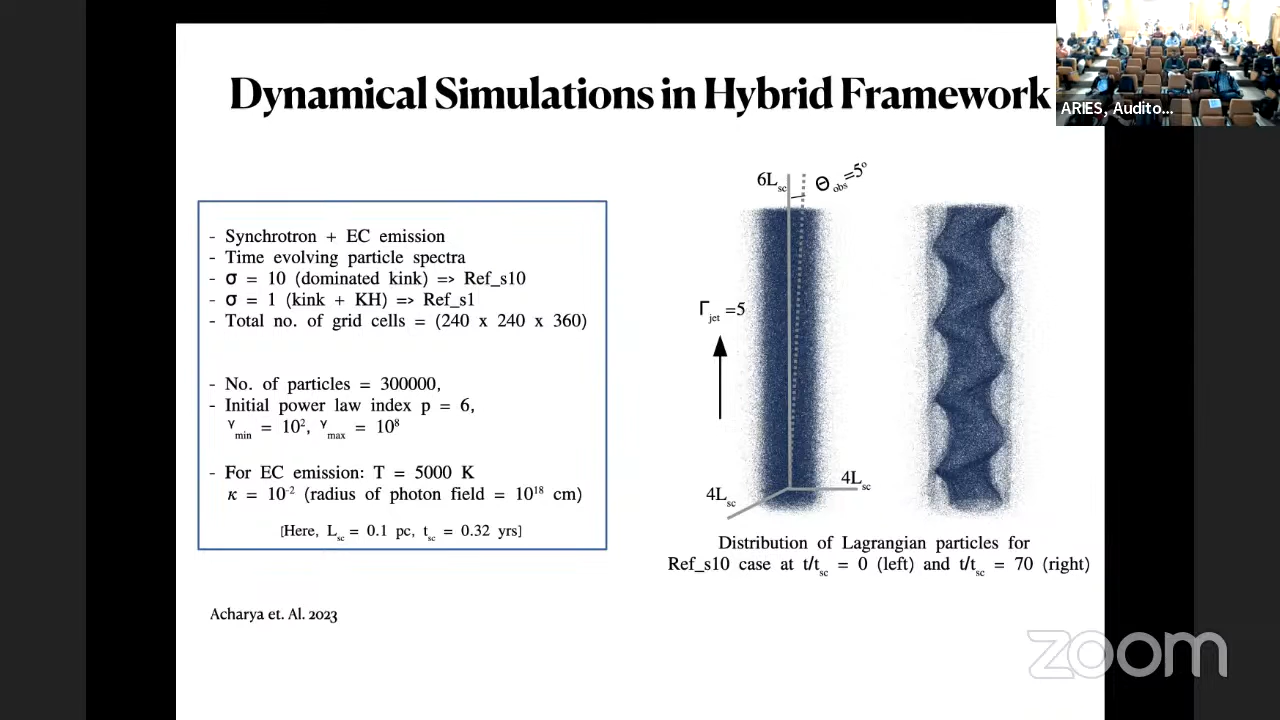 Dynamical Simulations in Hybrid Framework
ARIES, Audito...
- Synchrotron + EC emission
- Time evolving particle spectra
- σ = 10 (dominated kink) => Ref_s10
- σ = 1 (kink + KH) => Ref_s1
- Total no. of grid cells = (240 x 240 x 360)
- No. of particles = 300000,
- Initial power law index p = 6,
γmin = 10², γmax = 10⁸
- For EC emission: T = 5000 K
κ = 10⁻² (radius of photon field = 10¹⁸ cm)
[Here, Lsc = 0.1 pc, tsc = 0.32 yrs]
6Lsc
Θobs=5°
Γjet =5
4Lsc
4Lsc
Distribution of Lagrangian particles for
Ref_s10 case at t/tsc = 0 (left) and t/tsc = 70 (right)
Acharya et. Al. 2023
zoom